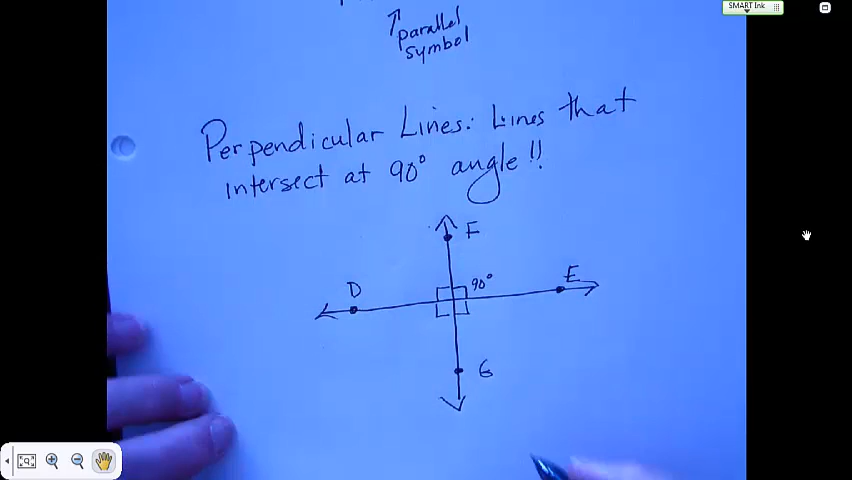 SMART Ink
parallel
symbol
Perpendicular Lines: Lines that
intersect at 90° angle!!
F
D
90°
E
G